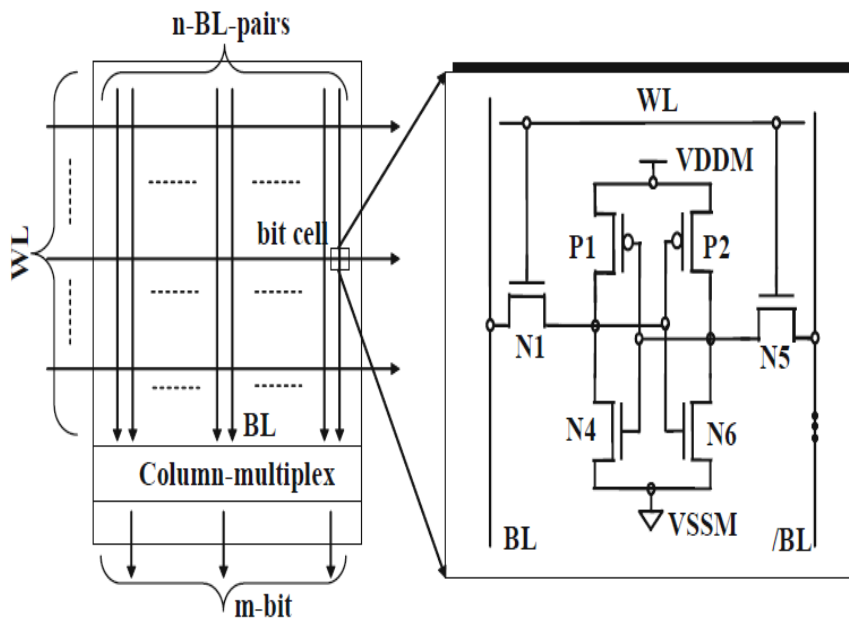 n-BL-pairs
WL
bit cell
BL
Column-multiplex
m-bit
WL
VDDM
P1
P2
N1
N5
N4
N6
VSSM
BL
/BL